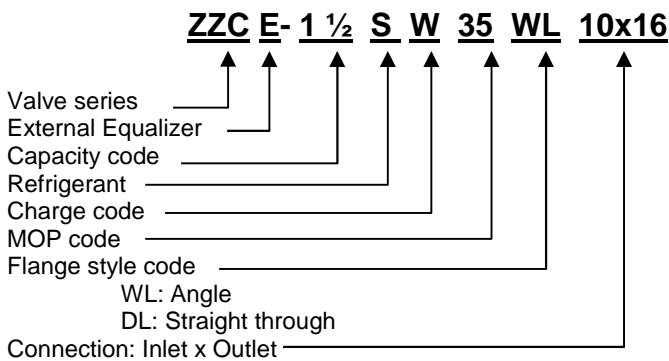 ZZC E- 1 ½ S W 35 WL 10x16
Valve series
External Equalizer
Capacity code
Refrigerant
Charge code
MOP code
Flange style code
WL: Angle
DL: Straight through
Connection: Inlet x Outlet